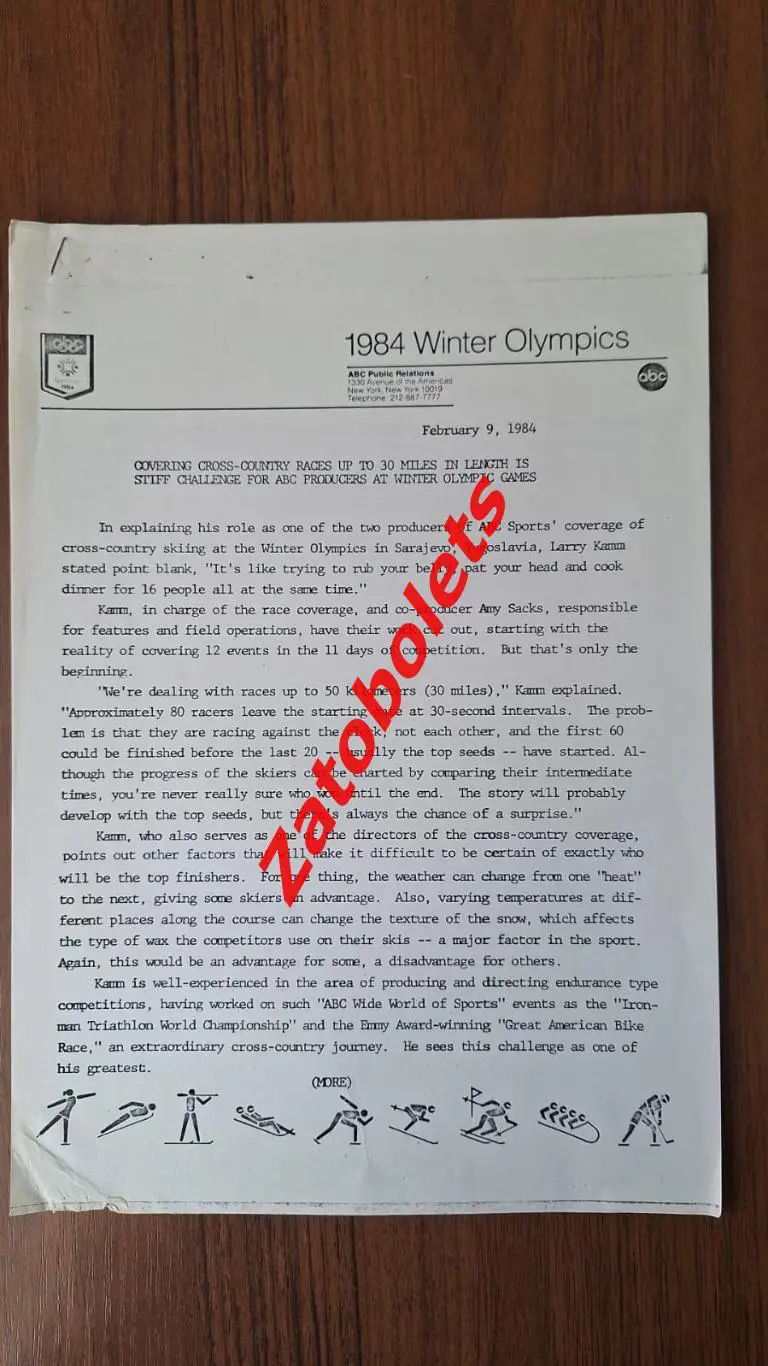 1984 Winter Olympics
abc
ABC Public Relations
1330 Avenue of the Americas
New York, New York 10019
Telephone: 212-887-7777
abc
1984
February 9, 1984
COVERING CROSS-COUNTRY RACES UP TO 30 MILES IN LENGTH IS
STIFF CHALLENGE FOR ABC PRODUCERS AT WINTER OLYMPIC GAMES
In explaining his role as one of the two producers of ABC Sports' coverage of
cross-country skiing at the Winter Olympics in Sarajevo, Yugoslavia, Larry Kamm
stated point blank, "It's like trying to rub your belly, pat your head and cook
dinner for 16 people all at the same time."
Kamm, in charge of the race coverage, and co-producer Amy Sacks, responsible
for features and field operations, have their work cut out, starting with the
reality of covering 12 events in the 11 days of competition. But that's only the
beginning.
"We're dealing with races up to 50 kilometers (30 miles)," Kamm explained.
"Approximately 80 racers leave the starting gate at 30-second intervals. The prob-
lem is that they are racing against the clock, not each other, and the first 60
could be finished before the last 20 -- usually the top seeds -- have started. Al-
though the progress of the skiers can be charted by comparing their intermediate
times, you're never really sure who won until the end. The story will probably
develop with the top seeds, but there's always the chance of a surprise."
Kamm, who also serves as one of the directors of the cross-country coverage,
points out other factors that will make it difficult to be certain of exactly who
will be the top finishers. For one thing, the weather can change from one "heat"
to the next, giving some skiers an advantage. Also, varying temperatures at dif-
ferent places along the course can change the texture of the snow, which affects
the type of wax the competitors use on their skis -- a major factor in the sport.
Again, this would be an advantage for some, a disadvantage for others.
Kamm is well-experienced in the area of producing and directing endurance type
competitions, having worked on such "ABC Wide World of Sports" events as the "Iron-
man Triathlon World Championship" and the Emmy Award-winning "Great American Bike
Race," an extraordinary cross-country journey. He sees this challenge as one of
his greatest.
(MORE)
Zatobolets